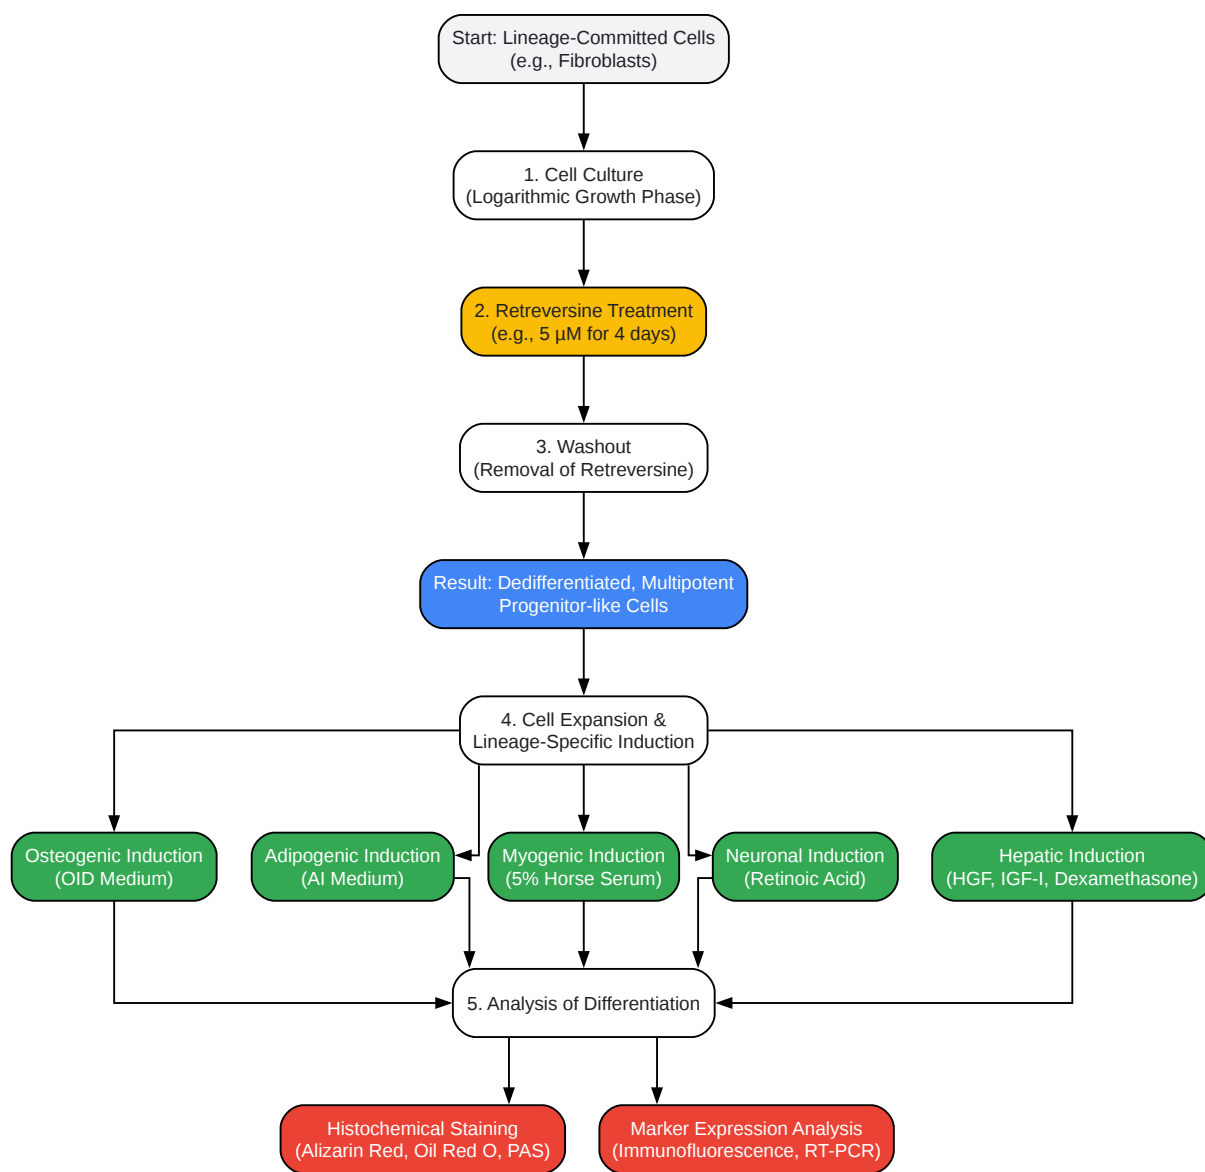 Start: Lineage-Committed Cells
(e.g., Fibroblasts)
1. Cell Culture
(Logarithmic Growth Phase)
2. Retreversine Treatment
(e.g., 5 µM for 4 days)
3. Washout
(Removal of Retreversine)
Result: Dedifferentiated, Multipotent
Progenitor-like Cells
4. Cell Expansion &
Lineage-Specific Induction
Osteogenic Induction
(OID Medium)
Adipogenic Induction
(AI Medium)
Myogenic Induction
(5% Horse Serum)
Neuronal Induction
(Retinoic Acid)
Hepatic Induction
(HGF, IGF-I, Dexamethasone)
5. Analysis of Differentiation
Histochemical Staining
(Alizarin Red, Oil Red O, PAS)
Marker Expression Analysis
(Immunofluorescence, RT-PCR)